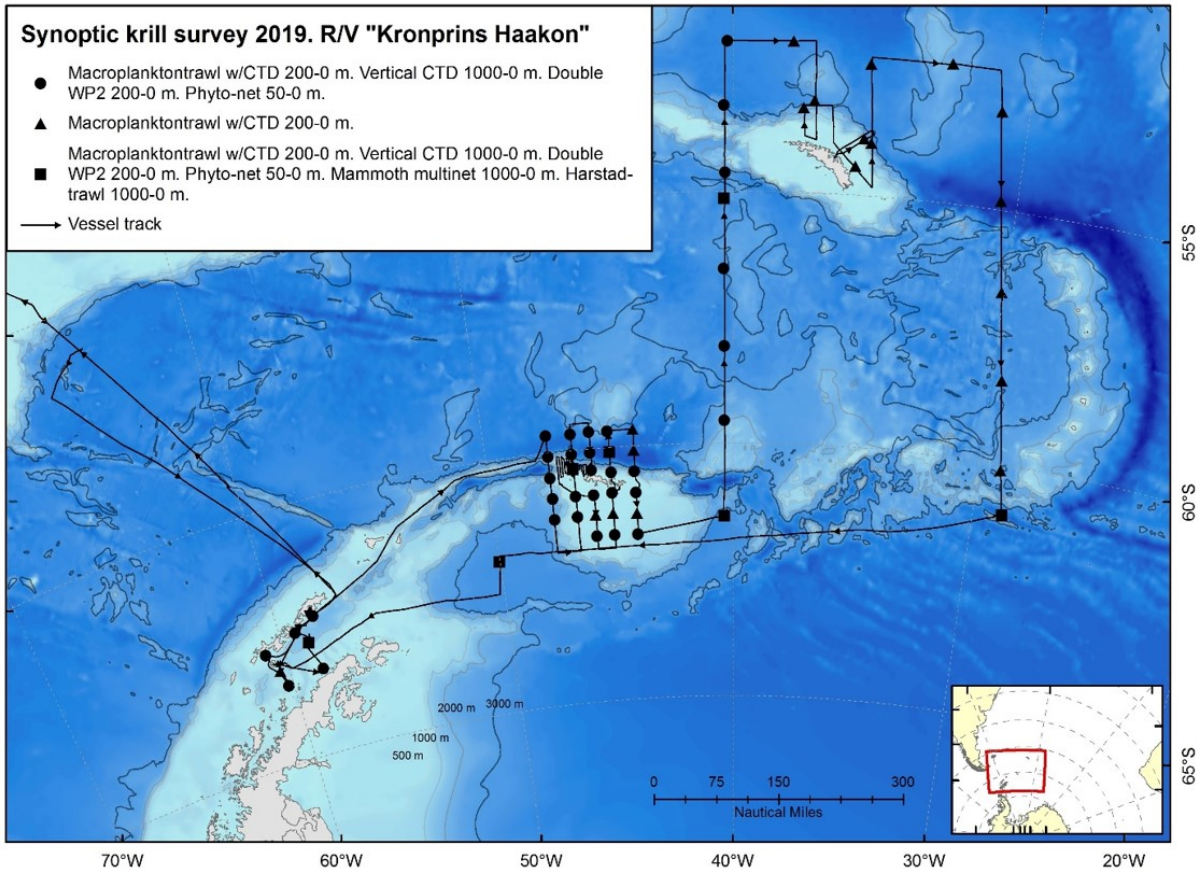 Synoptic krill survey 2019. R/V "Kronprins Haakon"
Macroplanktontrawl w/CTD 200-0 m. Vertical CTD 1000-0 m. Double
WP2 200-0 m. Phyto-net 50-0 m.
Macroplanktontrawl w/CTD 200-0 m.
Macroplanktontrawl w/CTD 200-0 m. Vertical CTD 1000-0 m. Double
WP2 200-0 m. Phyto-net 50-0 m. Mammoth multinet 1000-0 m. Harstad-
trawl 1000-0 m.
Vessel track
55°S
60°S
65°S
2000 m
3000 m
1000 m
500 m
0 75 150 300
Nautical Miles
70°W 60°W 50°W 40°W 30°W 20°W